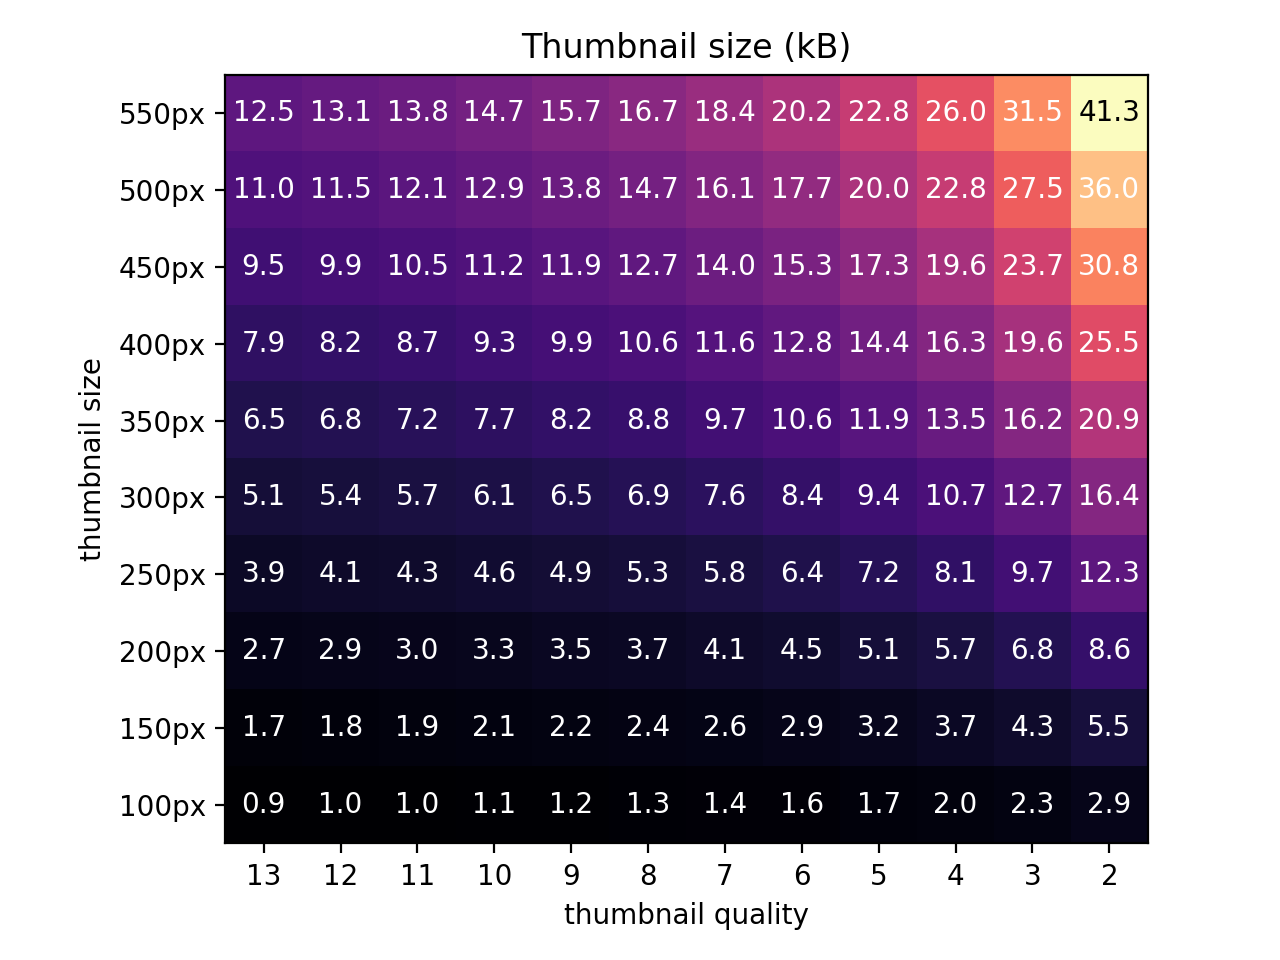 Thumbnail size (kB)
thumbnail size
550px 12.5 13.1 13.8 14.7 15.7 16.7 18.4 20.2 22.8 26.0 31.5 41.3
500px 11.0 11.5 12.1 12.9 13.8 14.7 16.1 17.7 20.0 22.8 27.5 36.0
450px 9.5 9.9 10.5 11.2 11.9 12.7 14.0 15.3 17.3 19.6 23.7 30.8
400px 7.9 8.2 8.7 9.3 9.9 10.6 11.6 12.8 14.4 16.3 19.6 25.5
350px 6.5 6.8 7.2 7.7 8.2 8.8 9.7 10.6 11.9 13.5 16.2 20.9
300px 5.1 5.4 5.7 6.1 6.5 6.9 7.6 8.4 9.4 10.7 12.7 16.4
250px 3.9 4.1 4.3 4.6 4.9 5.3 5.8 6.4 7.2 8.1 9.7 12.3
200px 2.7 2.9 3.0 3.3 3.5 3.7 4.1 4.5 5.1 5.7 6.8 8.6
150px 1.7 1.8 1.9 2.1 2.2 2.4 2.6 2.9 3.2 3.7 4.3 5.5
100px 0.9 1.0 1.0 1.1 1.2 1.3 1.4 1.6 1.7 2.0 2.3 2.9
13 12 11 10 9 8 7 6 5 4 3 2
thumbnail quality